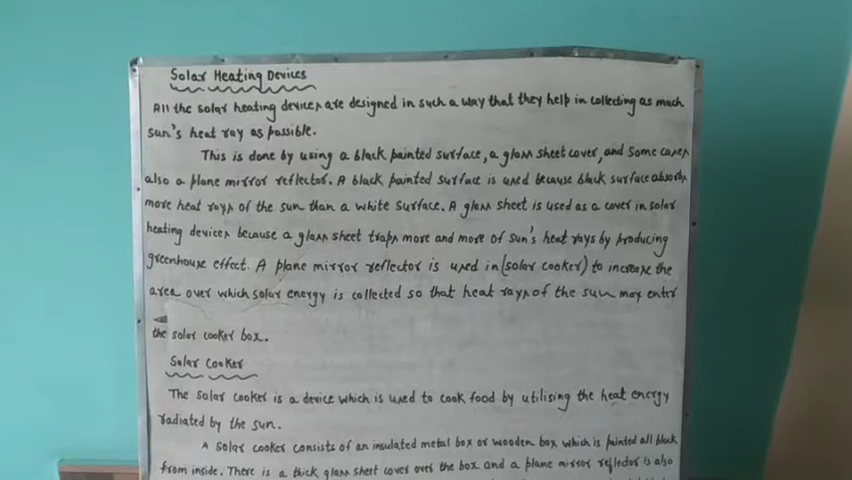 Solar Heating Devices
All the solar heating devices are designed in such a way that they help in collecting as much
sun's heat ray as possible.
This is done by using a black painted surface, a glass sheet cover, and some cases
also a plane mirror reflector. A black painted surface is used because black surface absorbs
more heat rays of the sun than a white surface. A glass sheet is used as a cover in solar
heating devices because a glass sheet traps more and more of sun's heat rays by producing
greenhouse effect. A plane mirror reflector is used in (solar cooker) to increase the
area over which solar energy is collected so that heat rays of the sun may enter
the solar cooker box.
Solar Cooker
The solar cooker is a device which is used to cook food by utilising the heat energy
radiated by the sun.
A solar cooker consists of an insulated metal box or wooden box which is painted all black
from inside. There is a thick glass sheet cover over the box and a plane mirror reflector is also